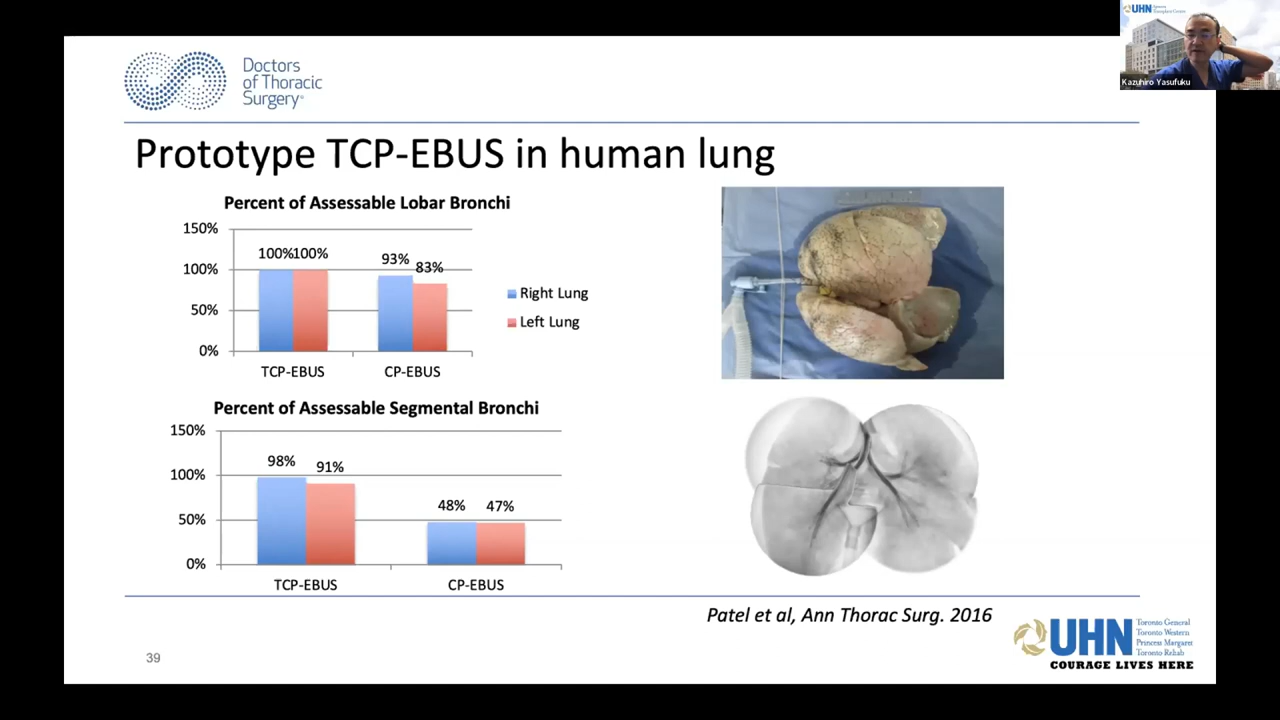 UHN
Kazuhiro Yasufuku
Doctors
of Thoracic
Surgery
Prototype TCP-EBUS in human lung
Percent of Assessable Lobar Bronchi
150%
100%
50%
0%
100% 100%
93%
83%
TCP-EBUS
CP-EBUS
Right Lung
Left Lung
Percent of Assessable Segmental Bronchi
150%
100%
50%
0%
98%
91%
48%
47%
TCP-EBUS
CP-EBUS
Patel et al, Ann Thorac Surg. 2016
39
UHN
Toronto General
Toronto Western
Princess Margaret
Toronto Rehab
COURAGE LIVES HERE